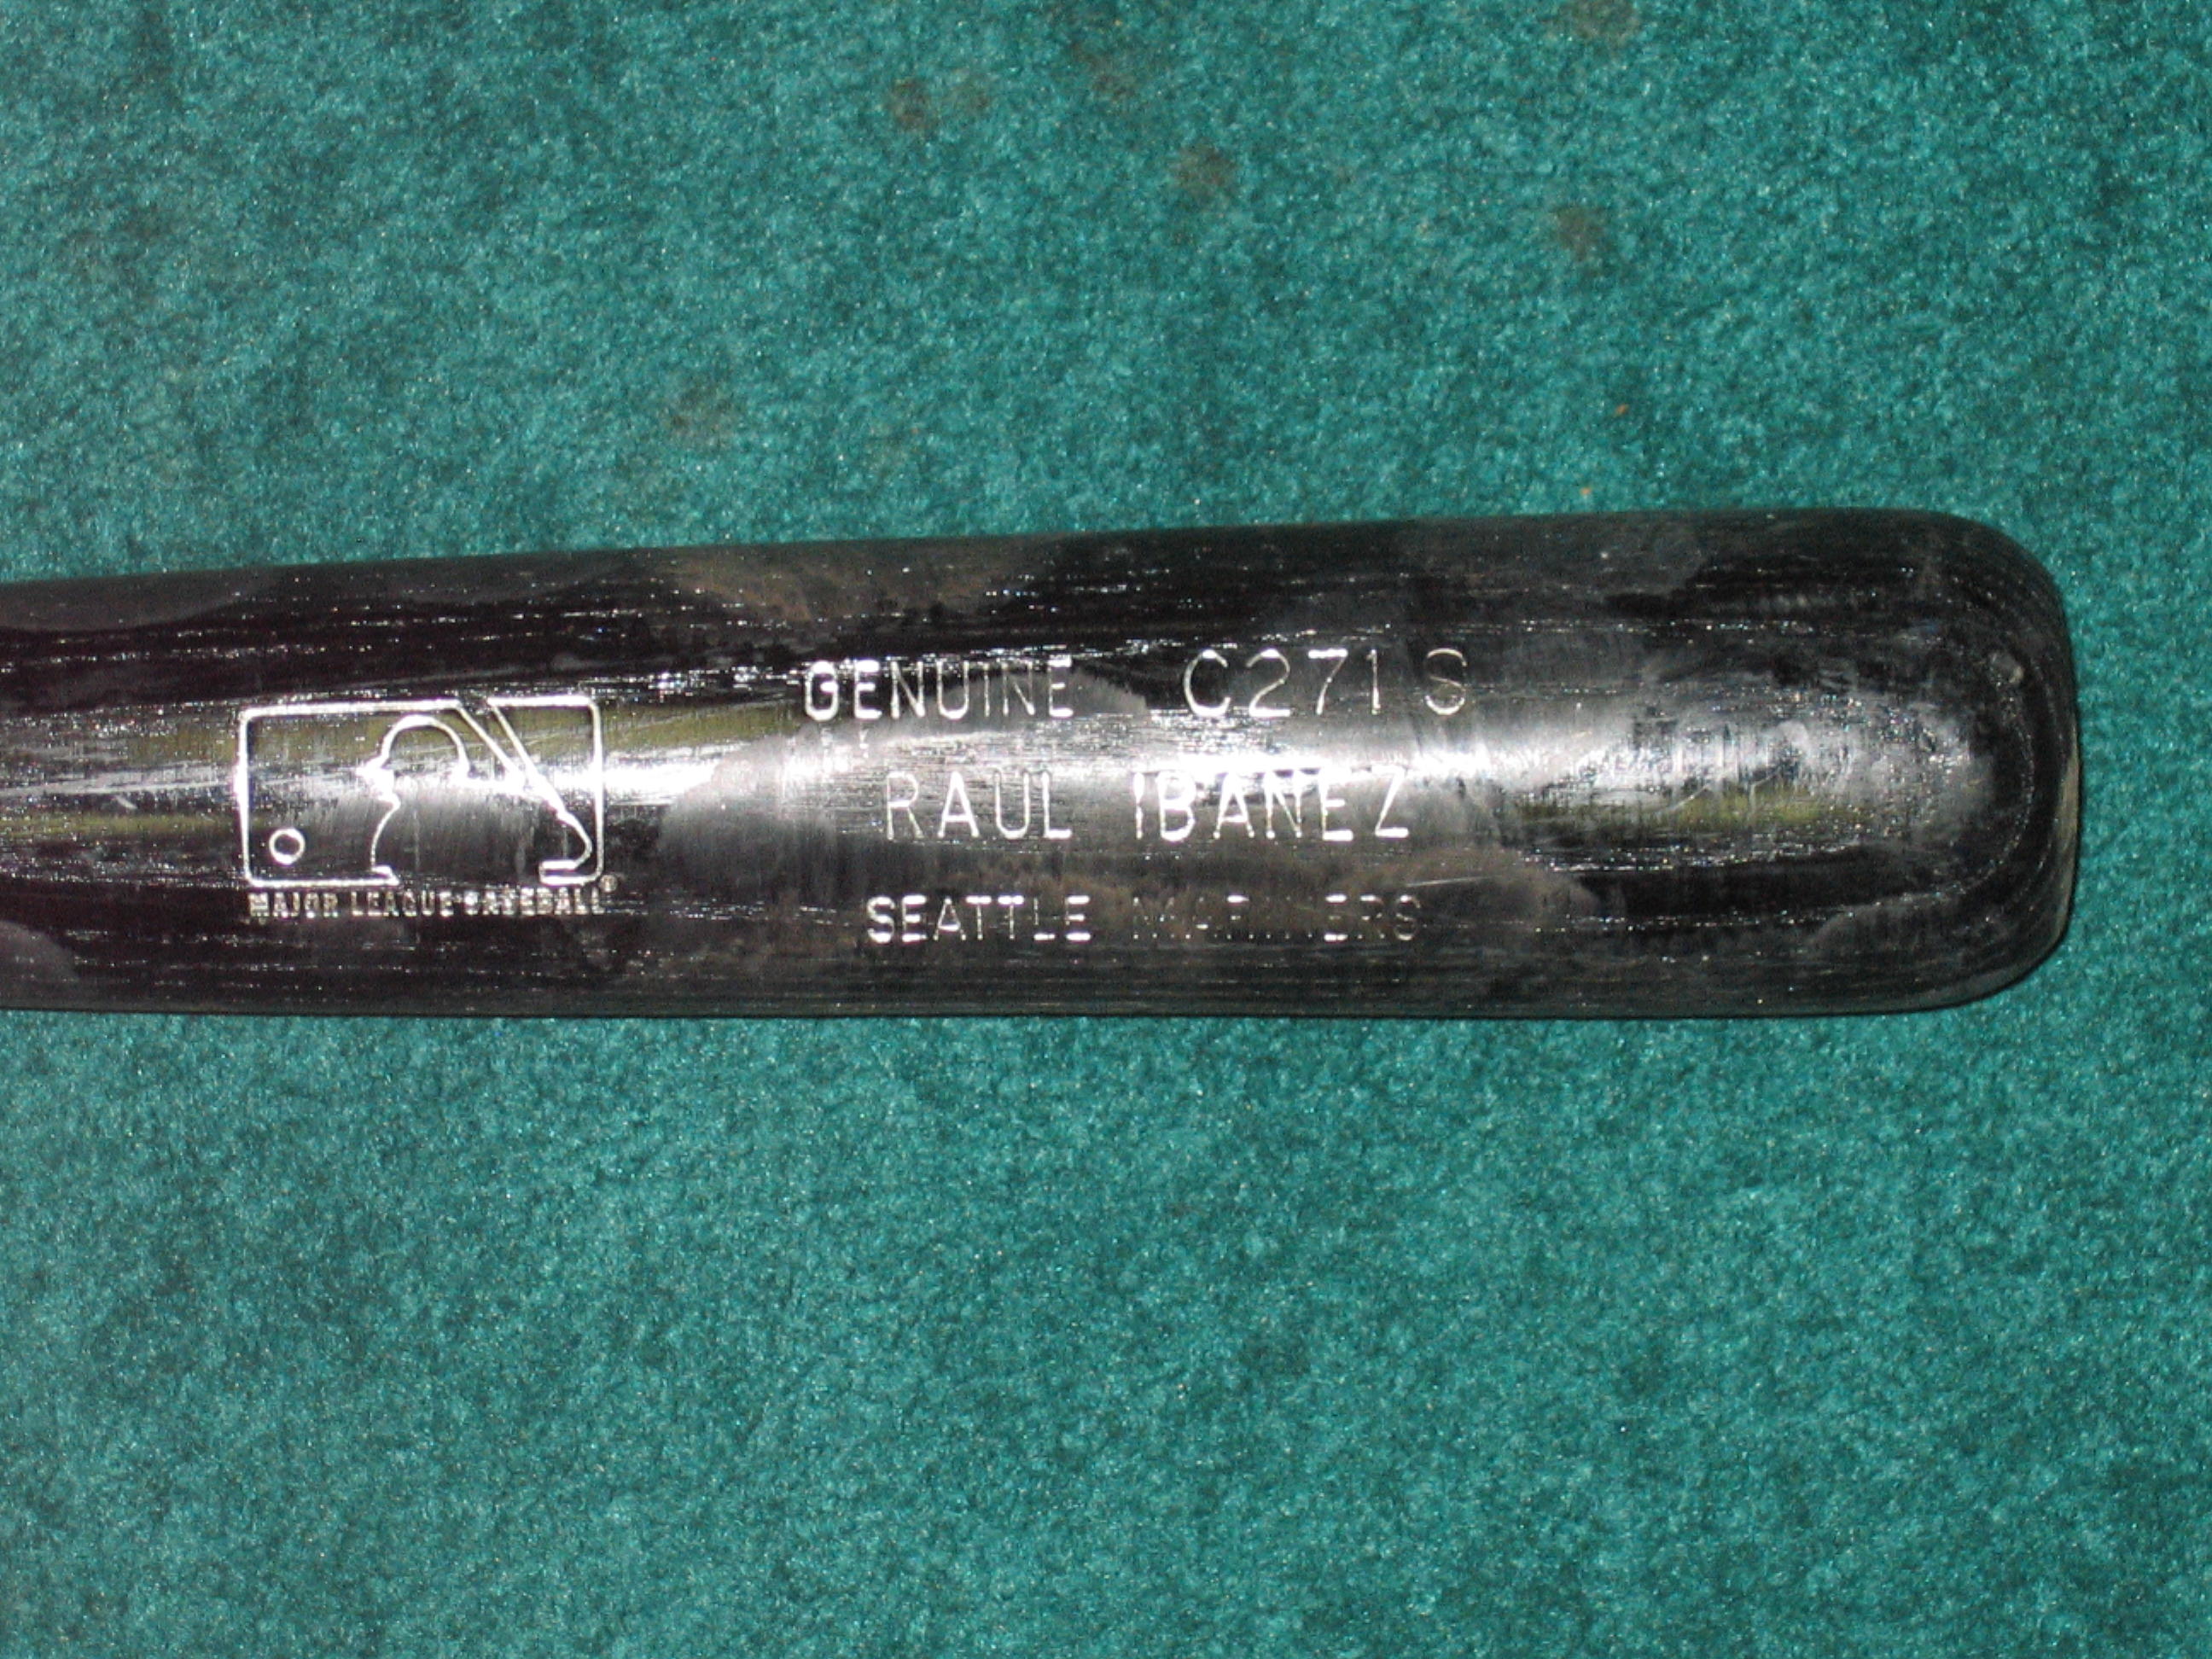 GENUINE C271 S
RAUL IBANEZ
SEATTLE MARINERS
MAJOR LEAGUE BASEBALL®